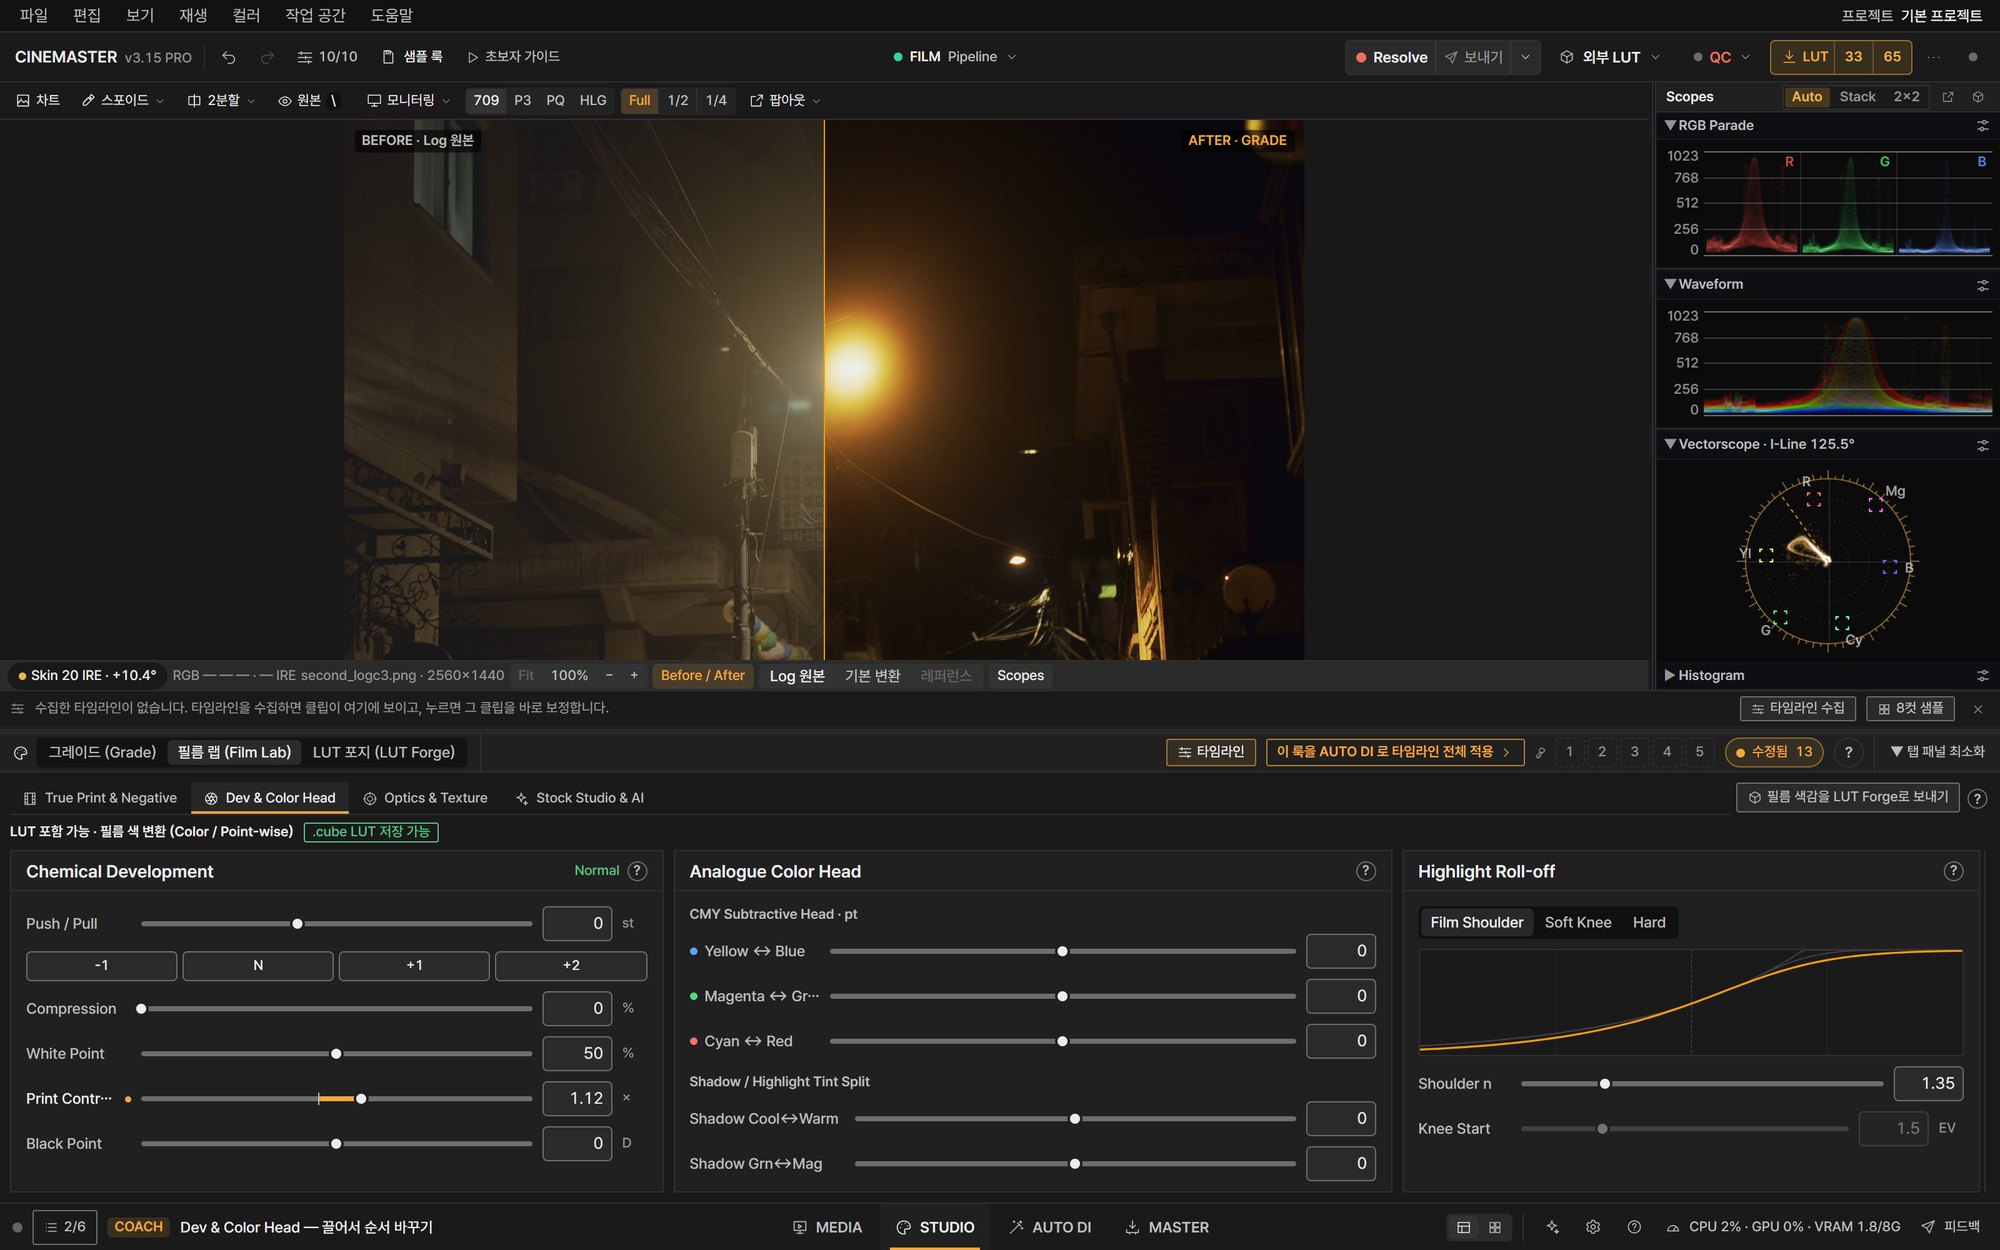 파일 편집 보기 재생 컬러 작업 공간 도움말 프로젝트 기본 프로젝트
CINEMASTER v3.15 PRO 10/10 샘플 룩 초보자 가이드 FILM Pipeline Resolve 보내기 외부 LUT QC LUT 33 65 ···
차트 스포이드 2분할 원본 \ 모니터링 709 P3 PQ HLG Full 1/2 1/4 팝아웃
Scopes Auto Stack 2×2
BEFORE · Log 원본
AFTER · GRADE
▼RGB Parade
1023
768
512
256
0
R G B
▼Waveform
1023
768
512
256
0
▼Vectorscope · I-Line 125.5°
R
Mg
Yl
B
G
Cy
▶Histogram
Skin 20 IRE · +10.4° RGB — — — · — IRE second_logc3.png · 2560×1440 Fit 100% − + Before / After Log 원본 기본 변환 레퍼런스 Scopes
수집한 타임라인이 없습니다. 타임라인을 수집하면 클립이 여기에 보이고, 누르면 그 클립을 바로 보정합니다. 타임라인 수집 8컷 샘플 ×
그레이드 (Grade) 필름 랩 (Film Lab) LUT 포지 (LUT Forge) 타임라인 이 룩을 AUTO DI 로 타임라인 전체 적용 1 2 3 4 5 수정됨 13 ? ▼ 탭 패널 최소화
True Print & Negative Dev & Color Head Optics & Texture Stock Studio & AI 필름 색감을 LUT Forge로 보내기 ?
LUT 포함 가능 · 필름 색 변환 (Color / Point-wise) .cube LUT 저장 가능
Chemical Development Normal ?
Push / Pull 0 st
-1 N +1 +2
Compression 0 %
White Point 50 %
Print Contr··· 1.12 ×
Black Point 0 D
Analogue Color Head ?
CMY Subtractive Head · pt
Yellow ↔ Blue 0
Magenta ↔ Gr··· 0
Cyan ↔ Red 0
Shadow / Highlight Tint Split
Shadow Cool↔Warm 0
Shadow Grn↔Mag 0
Highlight Roll-off ?
Film Shoulder Soft Knee Hard
Shoulder n 1.35
Knee Start 1.5 EV
2/6 COACH Dev & Color Head — 끌어서 순서 바꾸기 MEDIA STUDIO AUTO DI MASTER CPU 2% · GPU 0% · VRAM 1.8/8G 피드백